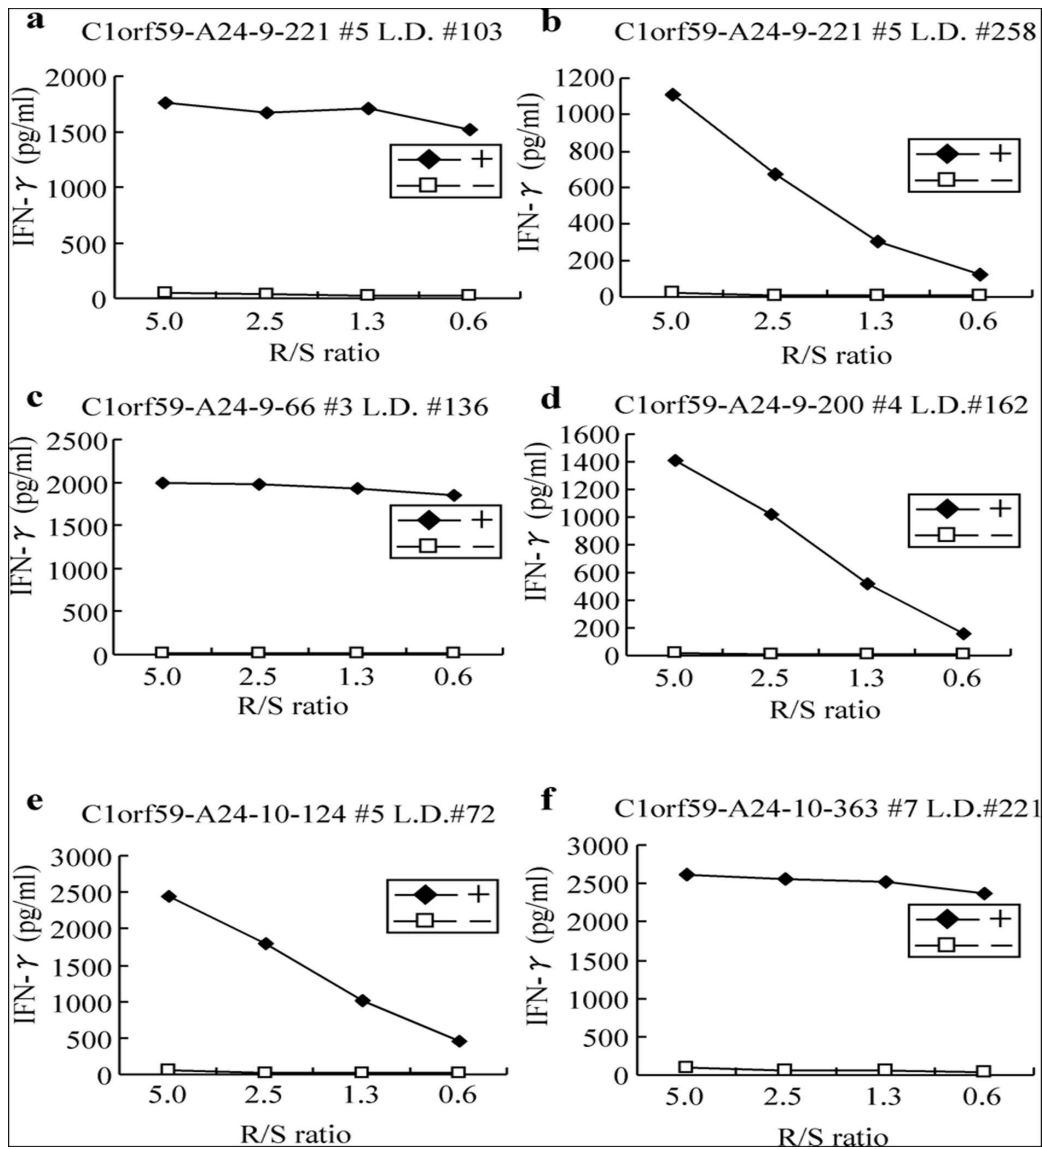 a
C1orf59-A24-9-221 #5 L.D. #103
IFN-γ (pg/ml)
2000
1500
1000
500
0
5.0 2.5 1.3 0.6
R/S ratio
+
−
b
C1orf59-A24-9-221 #5 L.D. #258
IFN-γ (pg/ml)
1200
1000
800
600
400
200
0
5.0 2.5 1.3 0.6
R/S ratio
+
−
c
C1orf59-A24-9-66 #3 L.D. #136
IFN-γ (pg/ml)
2500
2000
1500
1000
500
0
5.0 2.5 1.3 0.6
R/S ratio
+
−
d
C1orf59-A24-9-200 #4 L.D.#162
IFN-γ (pg/ml)
1600
1400
1200
1000
800
600
400
200
0
5.0 2.5 1.3 0.6
R/S ratio
+
−
e
C1orf59-A24-10-124 #5 L.D.#72
IFN-γ (pg/ml)
3000
2500
2000
1500
1000
500
0
5.0 2.5 1.3 0.6
R/S ratio
+
−
f
C1orf59-A24-10-363 #7 L.D.#221
IFN-γ (pg/ml)
3000
2500
2000
1500
1000
500
0
5.0 2.5 1.3 0.6
R/S ratio
+
−